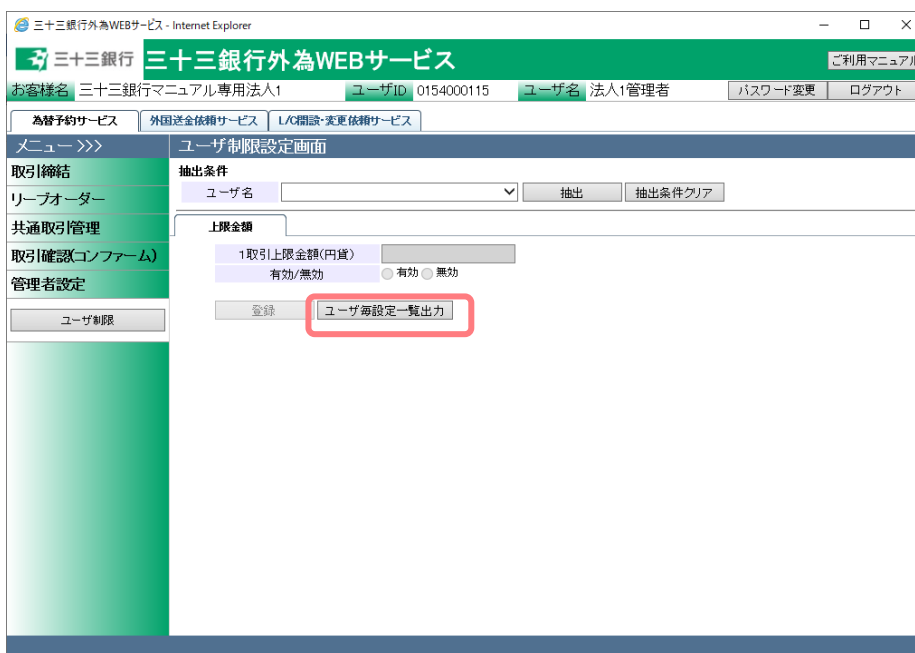 三十三銀行外為WEBサービス - Internet Explorer
三十三銀行 三十三銀行外為WEBサービス ご利用マニュアル
お客様名 三十三銀行マニュアル専用法人1 ユーザID 0154000115 ユーザ名 法人1管理者 パスワード変更 ログアウト
為替予約サービス 外国送金依頼サービス L/C開設・変更依頼サービス
メニュー >>> ユーザ制限設定画面
取引締結
リーブオーダー
共通取引管理
取引確認(コンファーム)
管理者設定
ユーザ制限
抽出条件
ユーザ名 抽出 抽出条件クリア
上限金額
1取引上限金額(円貨)
有効/無効 有効 無効
登録 ユーザ毎設定一覧出力